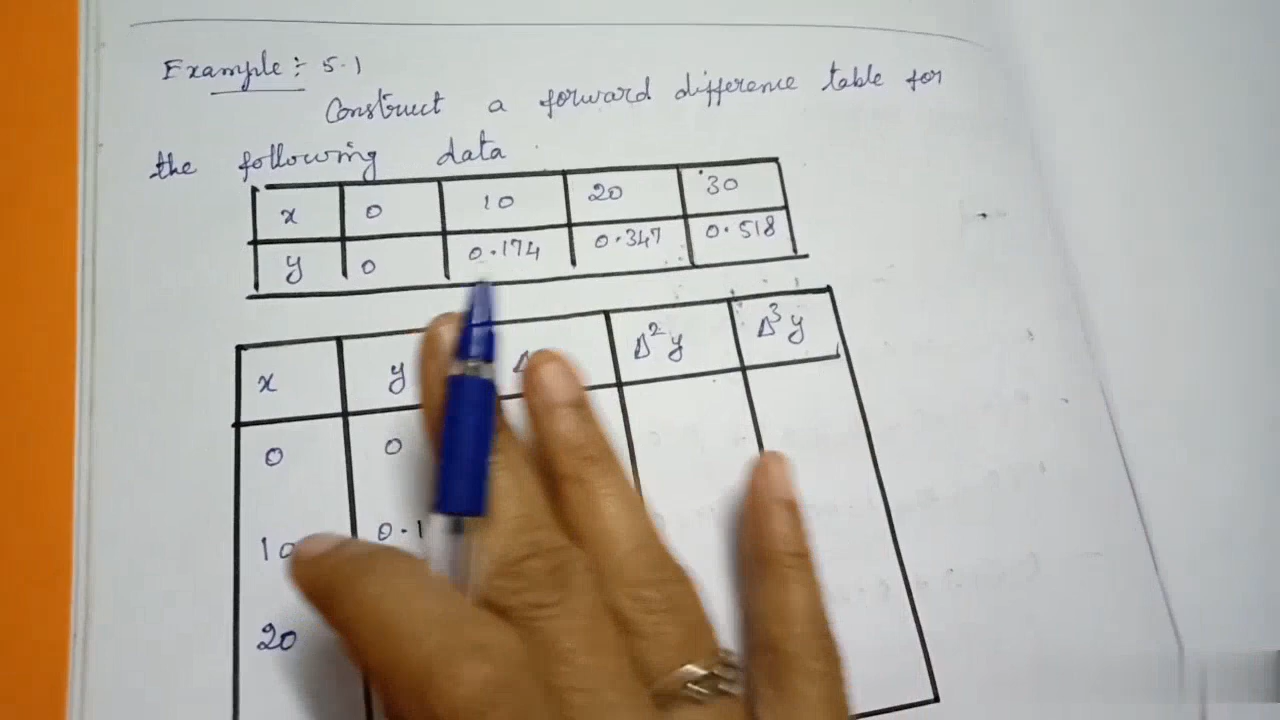 Example :- 5.1
Construct a forward difference table for
the following data
x 0 10 20 30
y 0 0.174 0.347 0.518
x y Δ²y Δ³y
0 0
10
20